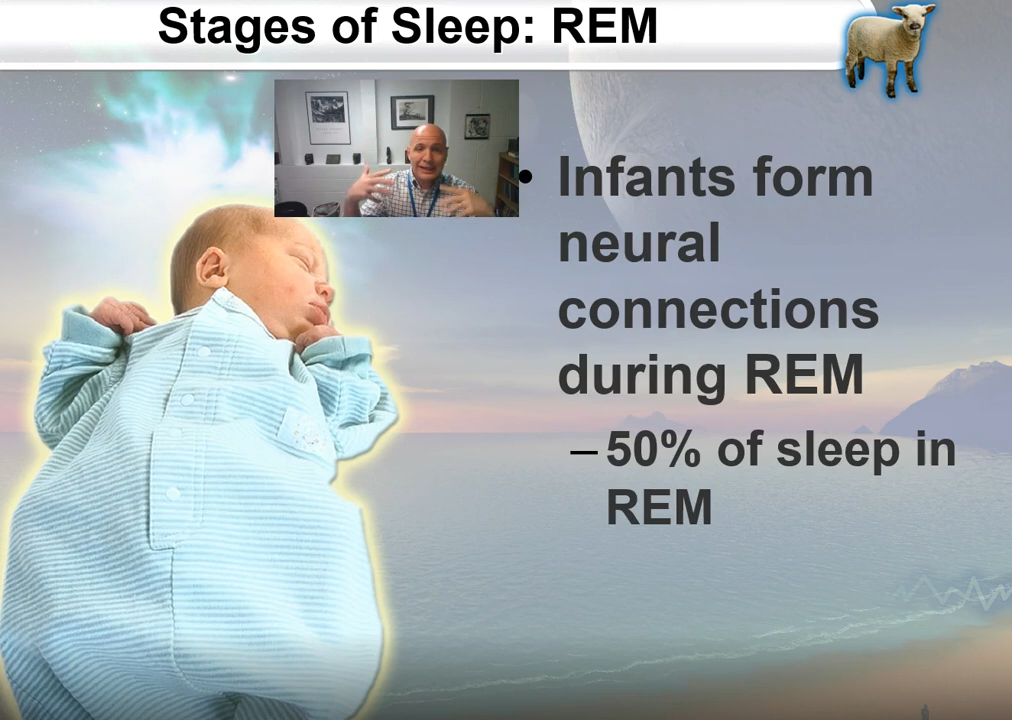 Stages of Sleep: REM
• Infants form
neural
connections
during REM
– 50% of sleep in
REM